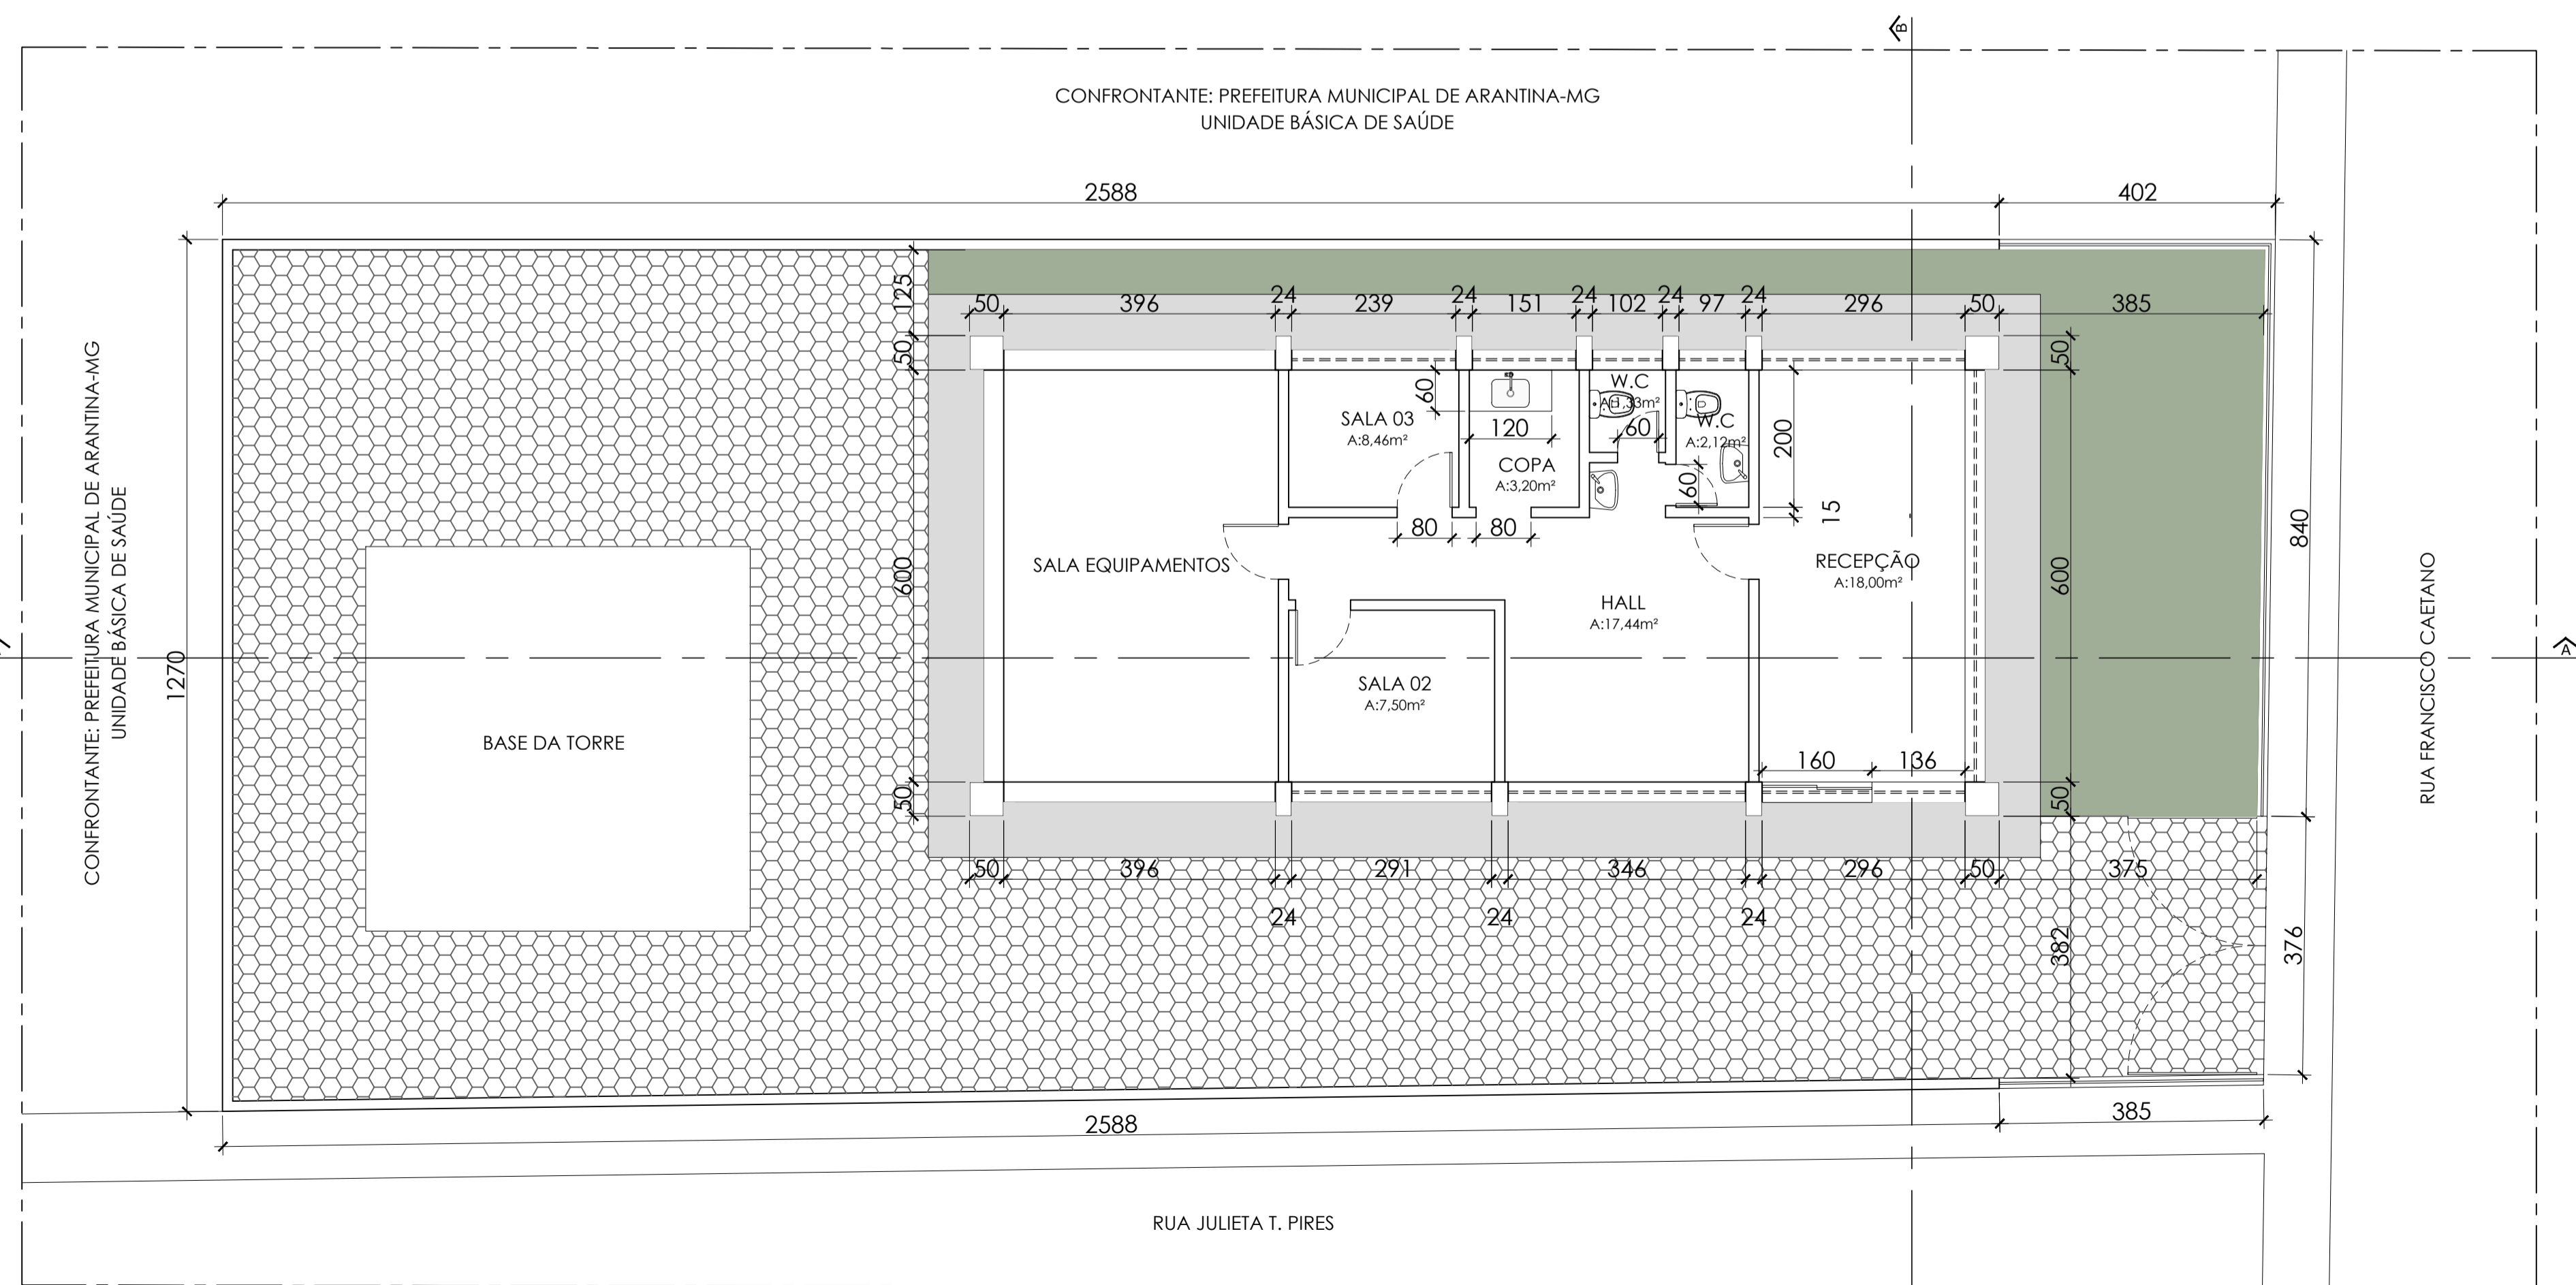 B
CONFRONTANTE: PREFEITURA MUNICIPAL DE ARANTINA-MG
UNIDADE BÁSICA DE SAÚDE
2588
402
125
50
396
24
239
24
151
24
102
24
97
24
296
50
385
50
50
60
W.C
A:1,33m²
SALA 03
A:8,46m²
120
60
W.C
A:2,12m²
200
COPA
A:3,20m²
60
15
80
80
SALA EQUIPAMENTOS
600
RECEPÇÃO
A:18,00m²
600
840
HALL
A:17,44m²
CONFRONTANTE: PREFEITURA MUNICIPAL DE ARANTINA-MG
UNIDADE BÁSICA DE SAÚDE
1270
RUA FRANCISCO CAETANO
A
SALA 02
A:7,50m²
BASE DA TORRE
160
136
50
50
50
396
291
346
296
50
375
24
24
24
382
376
2588
385
RUA JULIETA T. PIRES